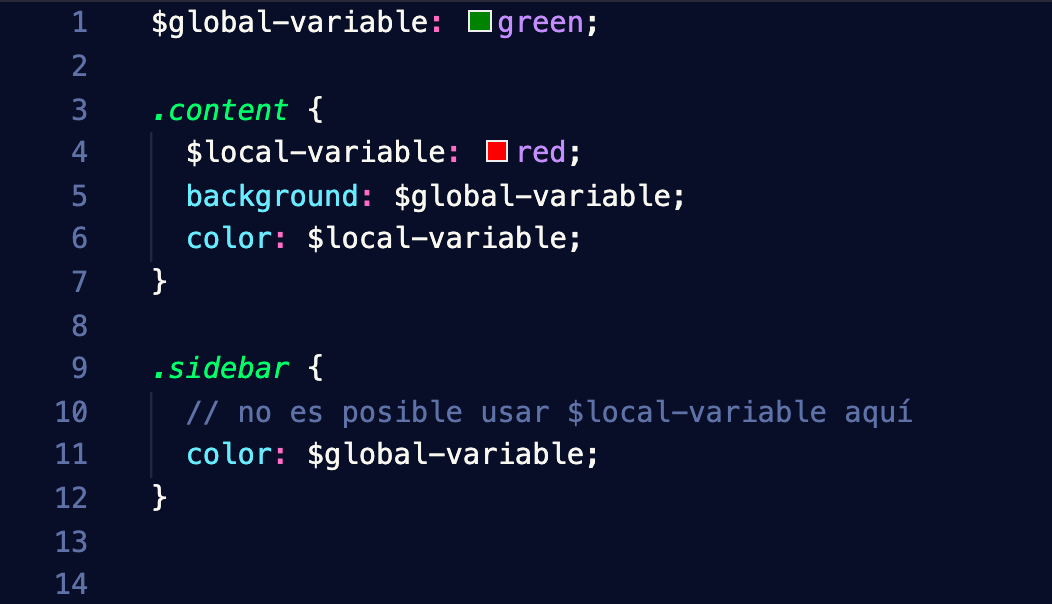 1 $global-variable: green;
2
3 .content {
4 $local-variable: red;
5 background: $global-variable;
6 color: $local-variable;
7 }
8
9 .sidebar {
10 // no es posible usar $local-variable aquí
11 color: $global-variable;
12 }
13
14